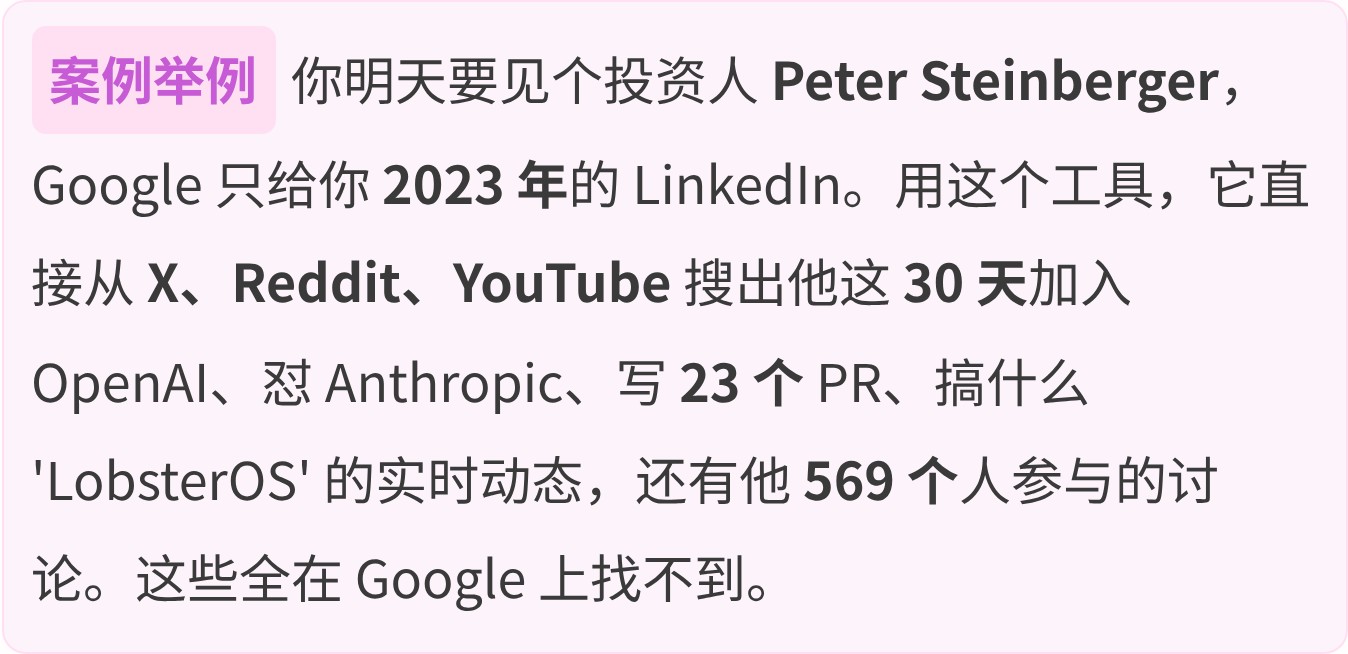 案例举例 你明天要见个投资人 Peter Steinberger，
Google 只给你 2023 年的 LinkedIn。用这个工具，它直
接从 X、Reddit、YouTube 搜出他这 30 天加入
OpenAI、怼 Anthropic、写 23 个 PR、搞什么
'LobsterOS' 的实时动态，还有他 569 个人参与的讨
论。这些全在 Google 上找不到。